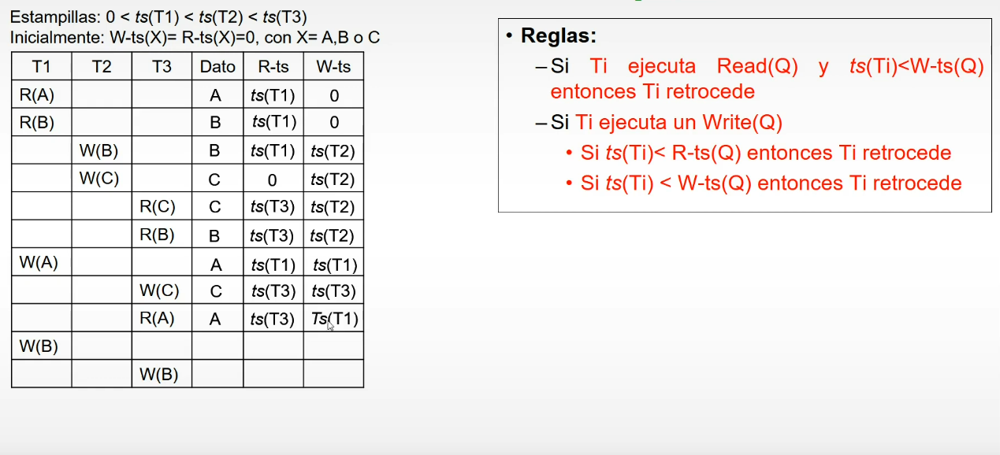 Estampillas: 0 < ts(T1) < ts(T2) < ts(T3)
Inicialmente: W-ts(X)= R-ts(X)=0, con X= A,B o C
T1 T2 T3 Dato R-ts W-ts
R(A) A ts(T1) 0
R(B) B ts(T1) 0
W(B) B ts(T1) ts(T2)
W(C) C 0 ts(T2)
R(C) C ts(T3) ts(T2)
R(B) B ts(T3) ts(T2)
W(A) A ts(T1) ts(T1)
W(C) C ts(T3) ts(T3)
R(A) A ts(T3) Ts(T1)
W(B)
W(B)
• Reglas:
–Si Ti ejecuta Read(Q) y ts(Ti)<W-ts(Q)
entonces Ti retrocede
–Si Ti ejecuta un Write(Q)
• Si ts(Ti)< R-ts(Q) entonces Ti retrocede
• Si ts(Ti) < W-ts(Q) entonces Ti retrocede